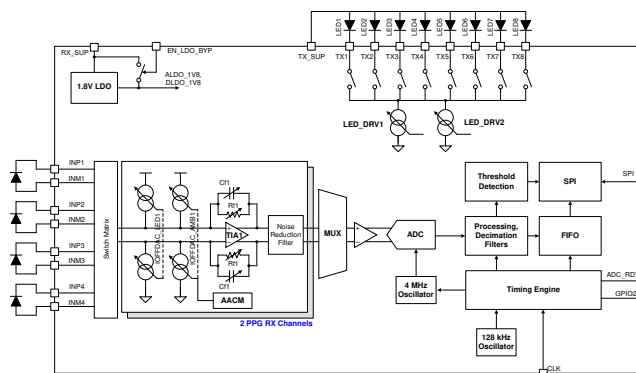 LED1
LED2
LED3
LED4
LED5
LED6
LED7
LED8
RX_SUP
EN_LDO_BYP
TX_SUP
TX1
TX2
TX3
TX4
TX5
TX6
TX7
TX8
1.8V LDO
ALDO_1V8,
DLDO_1V8
LED_DRV1
LED_DRV2
INP1
INM1
INP2
INM2
INP3
INM3
INP4
INM4
Switch Matrix
IOFFDAC_LED1
IOFFDAC_AMB1
Cf1
Rf1
TIA1
Rf1
Cf1
AACM
Noise
Reduction
Filter
2 PPG RX Channels
MUX
ADC
Threshold
Detection
SPI
SPI
Processing,
Decimation
Filters
FIFO
4 MHz
Oscillator
Timing Engine
ADC_RDY
GPIO2
128 kHz
Oscillator
CLK